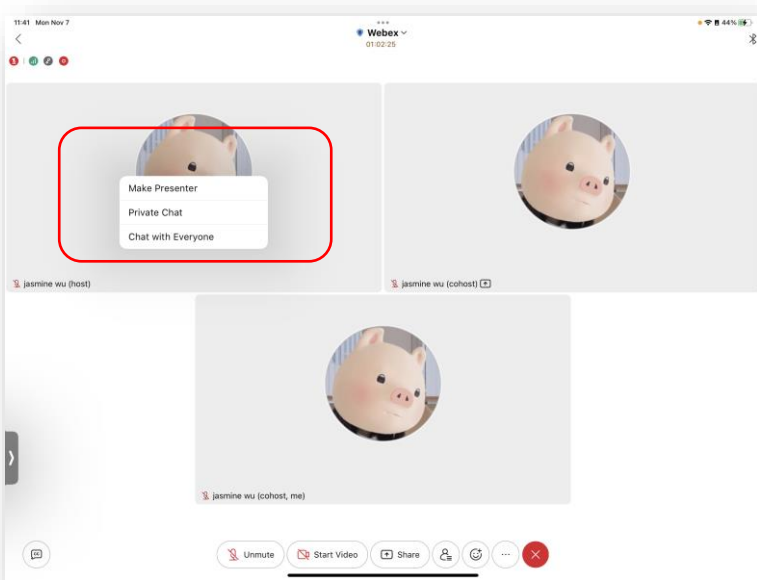 11:41 Mon Nov 7
Webex
44%
01:02:25
Make Presenter
Private Chat
Chat with Everyone
jasmine wu (host)
jasmine wu (cohost)
jasmine wu (cohost, me)
CC
Unmute
Start Video
Share